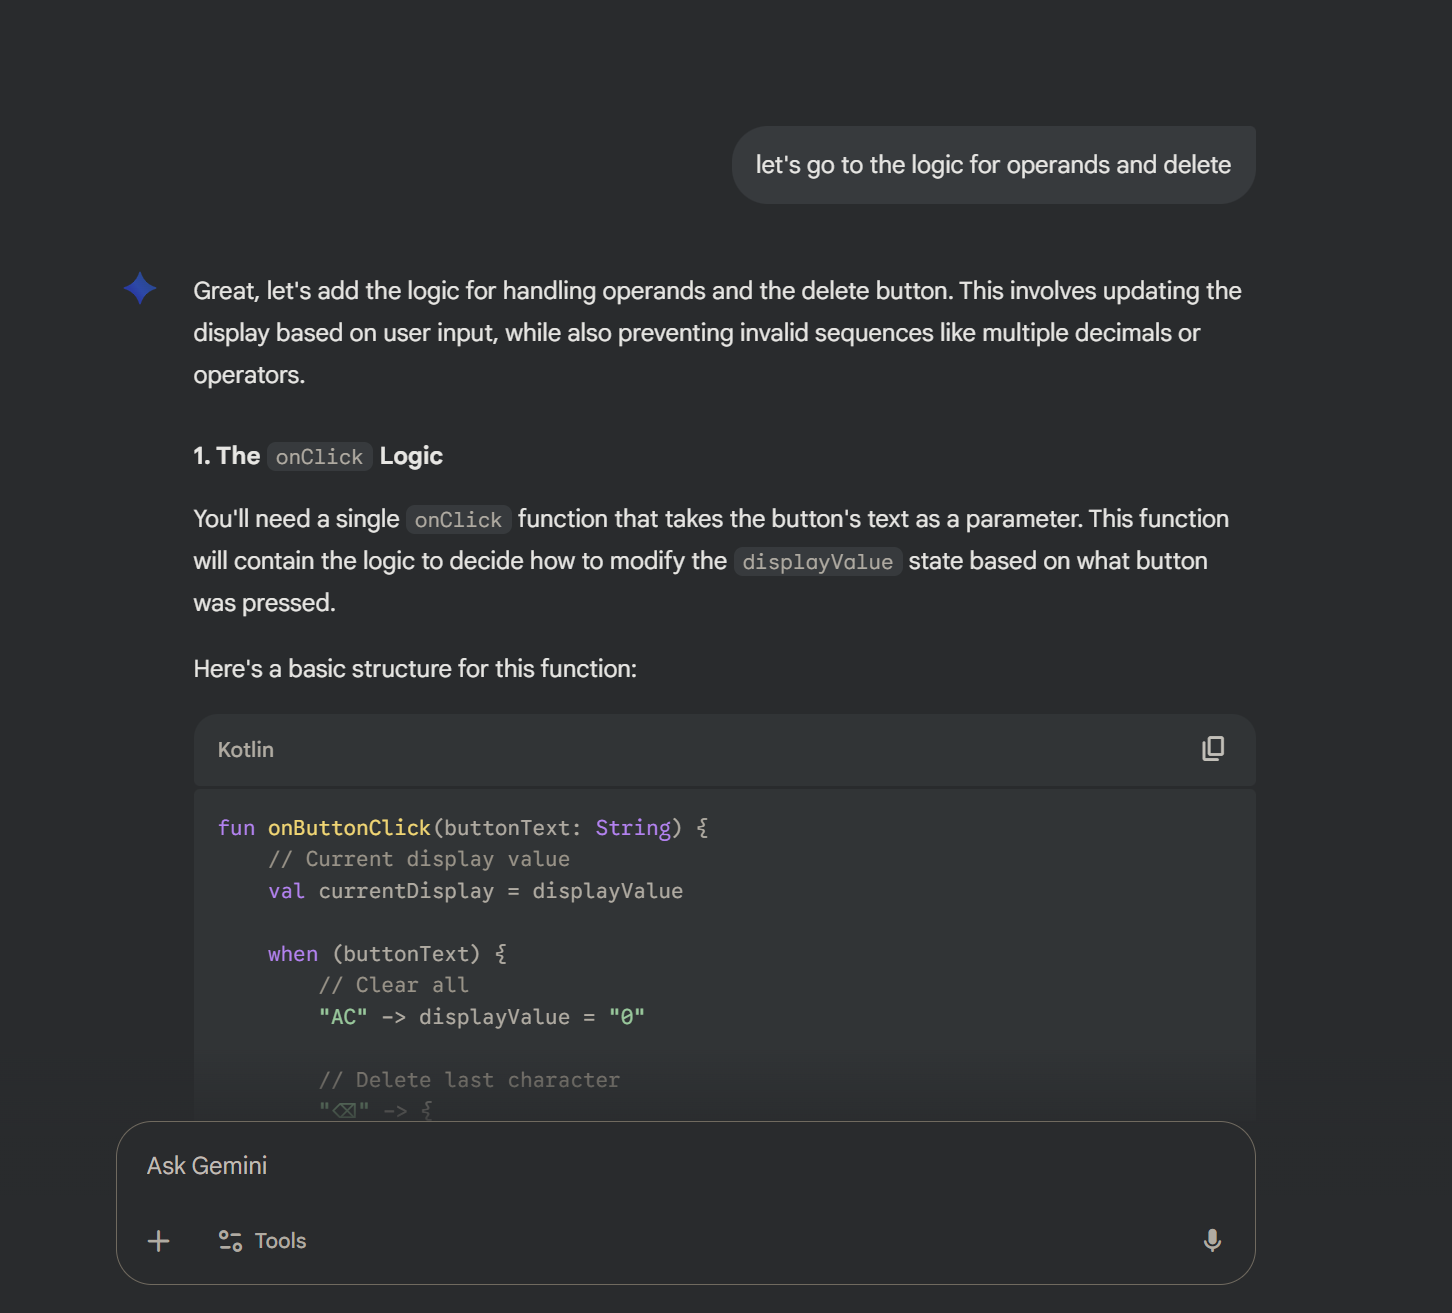 let's go to the logic for operands and delete
Great, let's add the logic for handling operands and the delete button. This involves updating the
display based on user input, while also preventing invalid sequences like multiple decimals or
operators.
1. The onClick Logic
You'll need a single onClick function that takes the button's text as a parameter. This function
will contain the logic to decide how to modify the displayValue state based on what button
was pressed.
Here's a basic structure for this function:
Kotlin
fun onButtonClick(buttonText: String) {
    // Current display value
    val currentDisplay = displayValue
    when (buttonText) {
        // Clear all
        "AC" -> displayValue = "0"
        // Delete last character
        "⌫" -> {
Ask Gemini
Tools